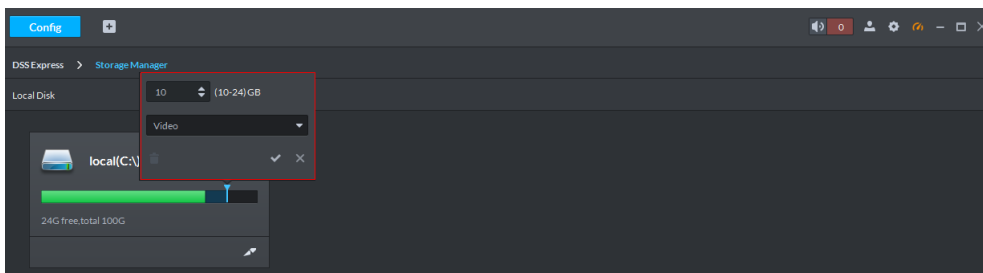 Config
0
DSS Express > Storage Manager
Local Disk
10 (10-24)GB
Video
local(C:\)
24G free,total 100G